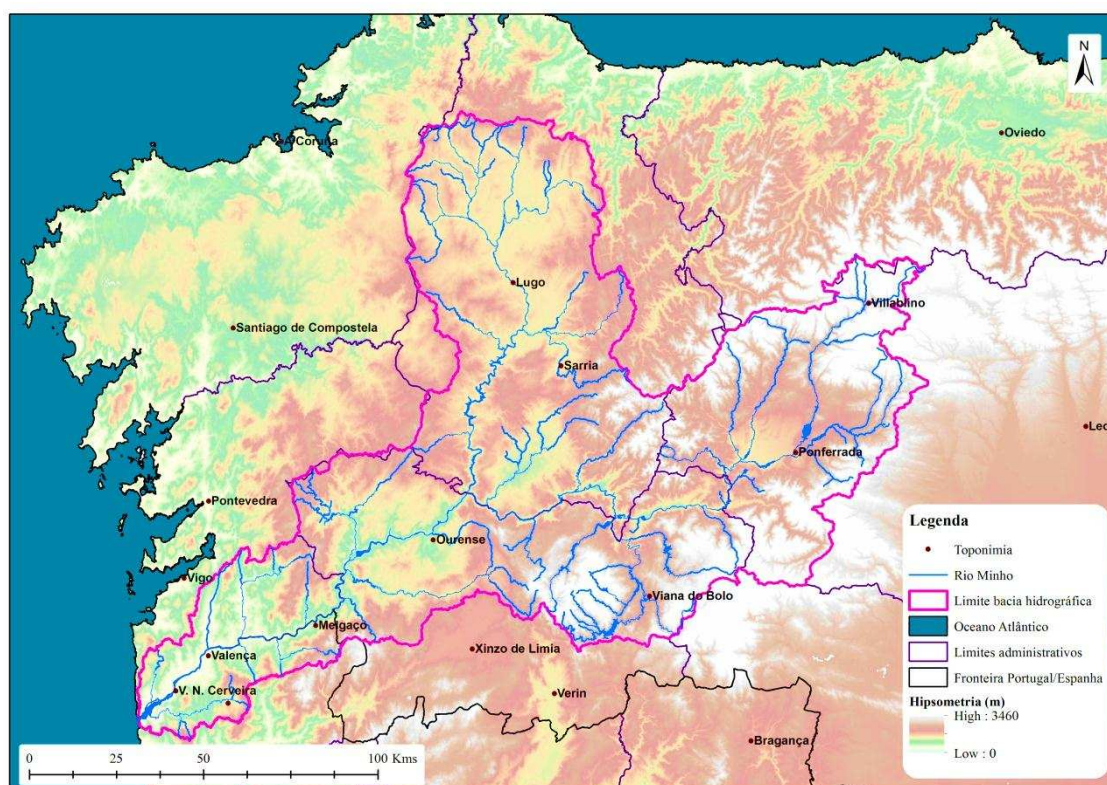 N
Oviedo
A Coruña
Lugo
Villablino
Santiago de Compostela
Sarria
Leo
Ponferrada
Pontevedra
Ourense
Vigo
Viana do Bolo
Melgaço
Xinzo de Limia
Valença
V. N. Cerveira
Verin
Bragança
Legenda
Toponimia
Rio Minho
Limite bacia hidrográfica
Oceano Atlântico
Limites administrativos
Fronteira Portugal/Espanha
Hipsometria (m)
High : 3460
Low : 0
0 25 50 100 Kms